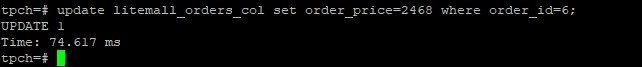 tpch=# update litemall_orders_col set order_price=2468 where order_id=6;
UPDATE 1
Time: 74.617 ms
tpch=#